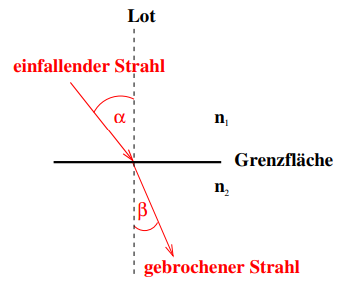 Lot
einfallender Strahl
α
n₁
Grenzfläche
n₂
β
gebrochener Strahl